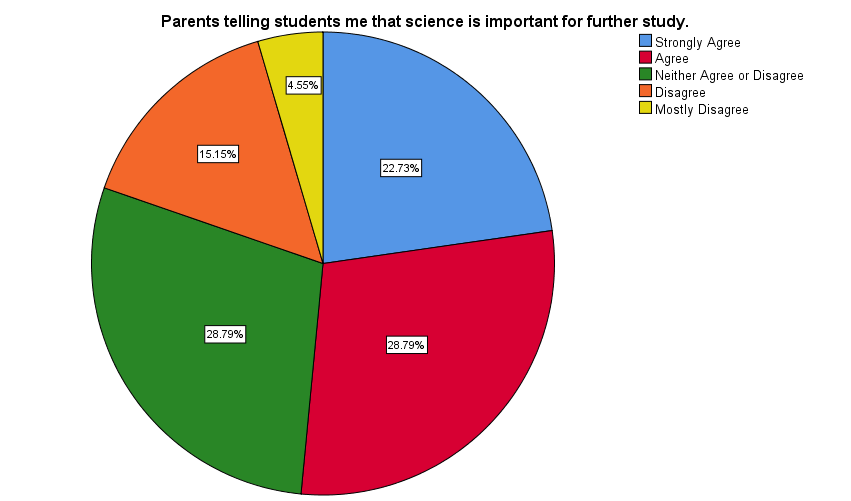 Parents telling students me that science is important for further study.
Strongly Agree
Agree
Neither Agree or Disagree
Disagree
Mostly Disagree
4.55%
15.15%
22.73%
28.79%
28.79%